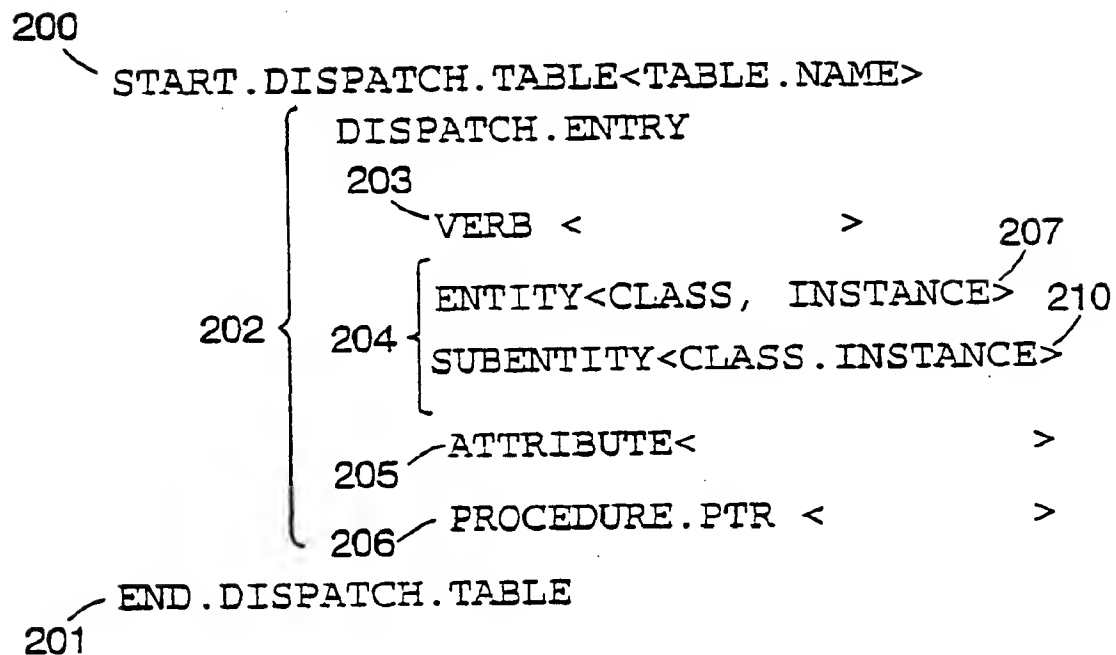 200
START.DISPATCH.TABLE<TABLE.NAME>
DISPATCH.ENTRY
203
VERB < >
207
ENTITY<CLASS, INSTANCE>
210
202
204
SUBENTITY<CLASS.INSTANCE>
ATTRIBUTE< >
205
PROCEDURE.PTR < >
206
END.DISPATCH.TABLE
201